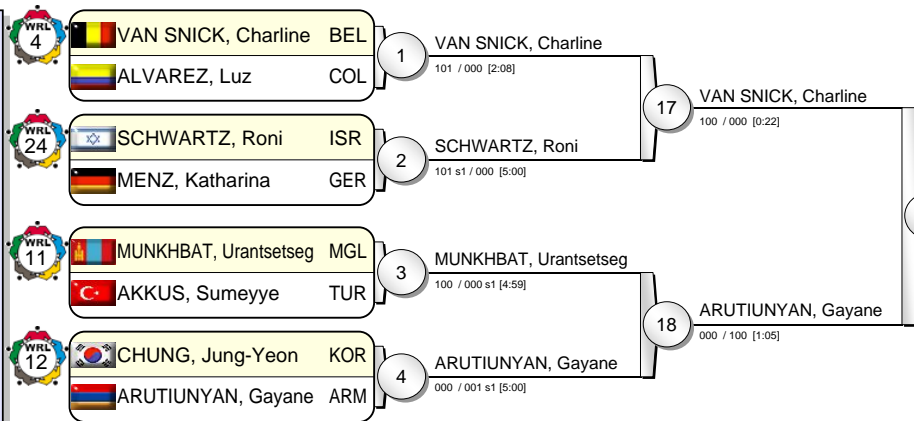 WRL
4
VAN SNICK, Charline BEL
ALVAREZ, Luz COL
1
VAN SNICK, Charline
101 / 000 [2:08]
WRL
24
SCHWARTZ, Roni ISR
MENZ, Katharina GER
2
SCHWARTZ, Roni
101 s1 / 000 [5:00]
17
VAN SNICK, Charline
100 / 000 [0:22]
WRL
11
MUNKHBAT, Urantsetseg MGL
AKKUS, Sumeyye TUR
3
MUNKHBAT, Urantsetseg
100 / 000 s1 [4:59]
WRL
12
CHUNG, Jung-Yeon KOR
ARUTIUNYAN, Gayane ARM
4
ARUTIUNYAN, Gayane
000 / 001 s1 [5:00]
18
ARUTIUNYAN, Gayane
000 / 100 [1:05]